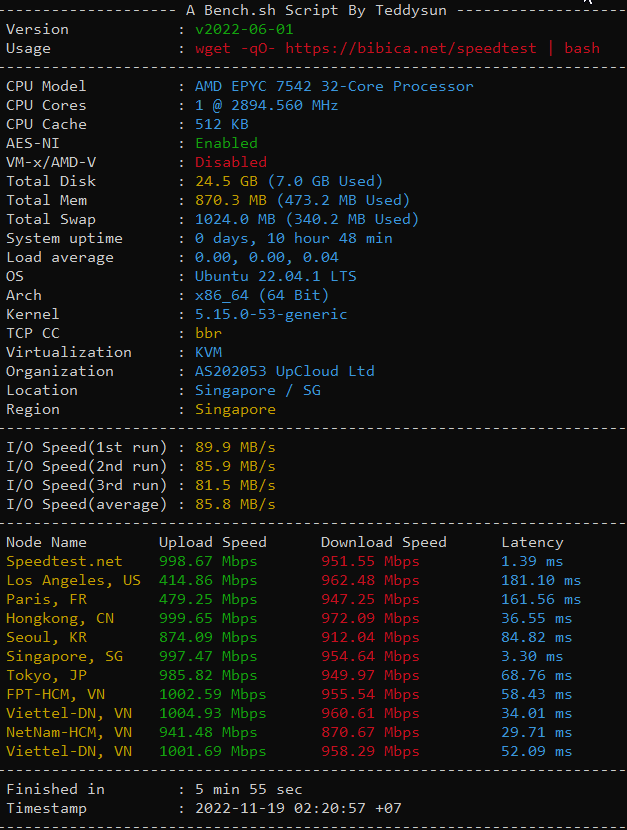 -------------------- A Bench.sh Script By Teddysun -------------------
Version            : v2022-06-01
Usage              : wget -qO- https://bibica.net/speedtest | bash
----------------------------------------------------------------------
CPU Model          : AMD EPYC 7542 32-Core Processor
CPU Cores          : 1 @ 2894.560 MHz
CPU Cache          : 512 KB
AES-NI             : Enabled
VM-x/AMD-V         : Disabled
Total Disk         : 24.5 GB (7.0 GB Used)
Total Mem          : 870.3 MB (473.2 MB Used)
Total Swap         : 1024.0 MB (340.2 MB Used)
System uptime      : 0 days, 10 hour 48 min
Load average       : 0.00, 0.00, 0.04
OS                 : Ubuntu 22.04.1 LTS
Arch               : x86_64 (64 Bit)
Kernel             : 5.15.0-53-generic
TCP CC             : bbr
Virtualization     : KVM
Organization       : AS202053 UpCloud Ltd
Location           : Singapore / SG
Region             : Singapore
----------------------------------------------------------------------
I/O Speed(1st run) : 89.9 MB/s
I/O Speed(2nd run) : 85.9 MB/s
I/O Speed(3rd run) : 81.5 MB/s
I/O Speed(average) : 85.8 MB/s
----------------------------------------------------------------------
Node Name        Upload Speed      Download Speed      Latency
Speedtest.net    998.67 Mbps       951.55 Mbps         1.39 ms
Los Angeles, US  414.86 Mbps       962.48 Mbps         181.10 ms
Paris, FR        479.25 Mbps       947.25 Mbps         161.56 ms
Hongkong, CN     999.65 Mbps       972.09 Mbps         36.55 ms
Seoul, KR        874.09 Mbps       912.04 Mbps         84.82 ms
Singapore, SG    997.47 Mbps       954.64 Mbps         3.30 ms
Tokyo, JP        985.82 Mbps       949.97 Mbps         68.76 ms
FPT-HCM, VN      1002.59 Mbps      955.54 Mbps         58.43 ms
Viettel-DN, VN   1004.93 Mbps      960.61 Mbps         34.01 ms
NetNam-HCM, VN   941.48 Mbps       870.67 Mbps         29.71 ms
Viettel-DN, VN   1001.69 Mbps      958.29 Mbps         52.09 ms
----------------------------------------------------------------------
Finished in        : 5 min 55 sec
Timestamp          : 2022-11-19 02:20:57 +07
----------------------------------------------------------------------